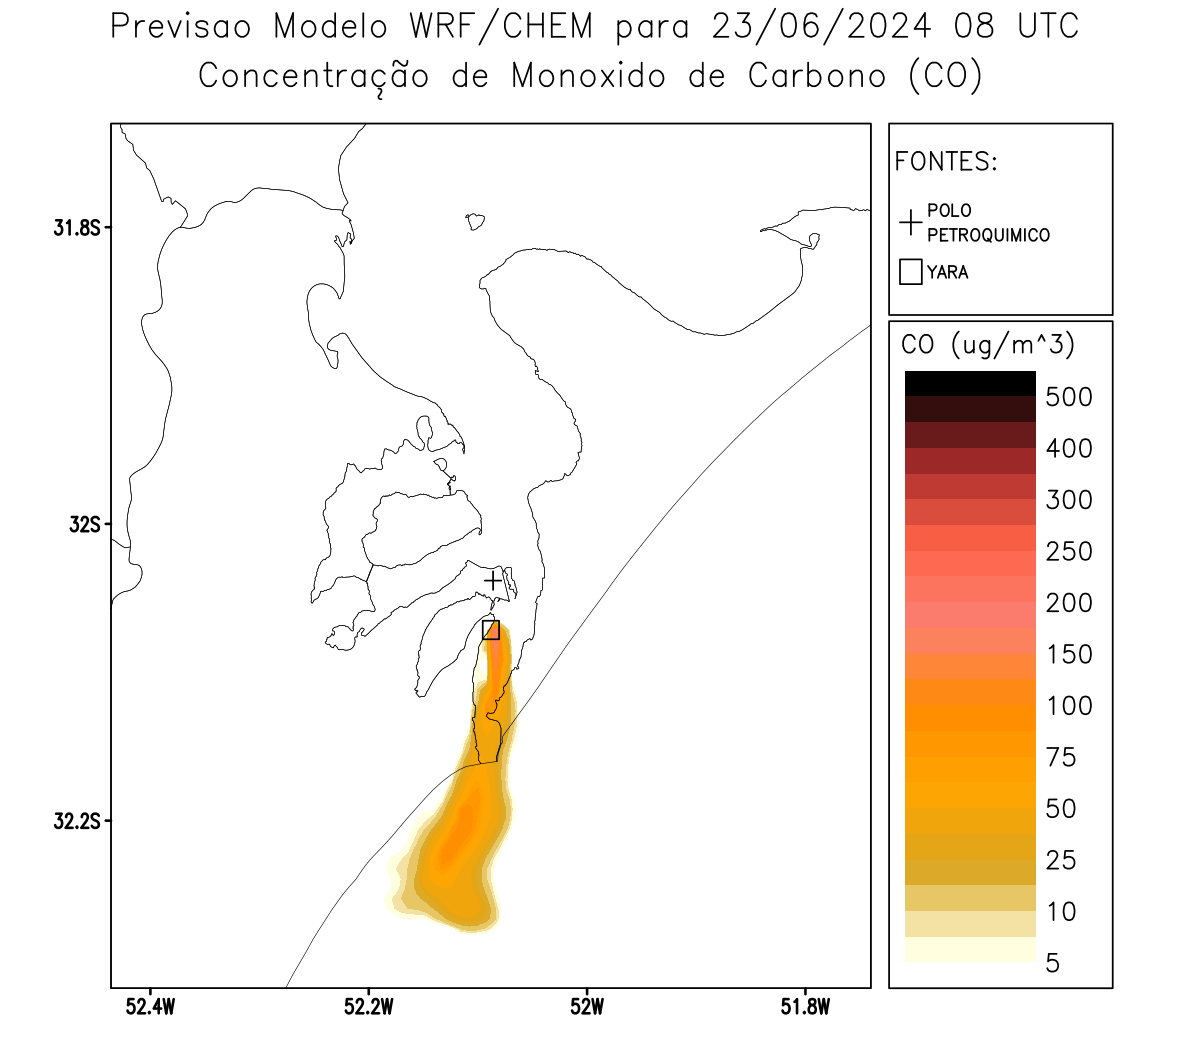 Previsao Modelo WRF/CHEM para 23/06/2024 08 UTC
Concentração de Monoxido de Carbono (CO)
FONTES:
POLO
PETROQUIMICO
YARA
31.8S
32S
32.2S
52.4W
52.2W
52W
51.8W
CO (ug/m^3)
500
400
300
250
200
150
100
75
50
25
10
5